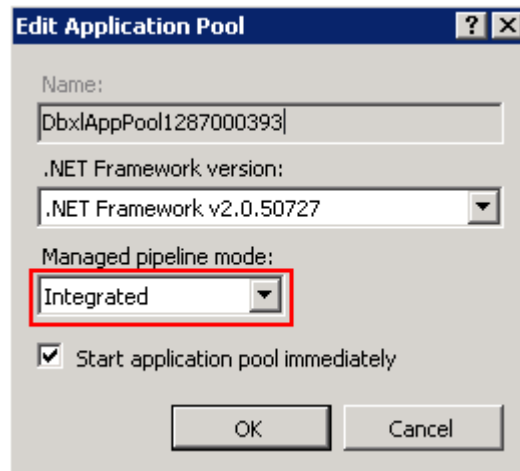 Edit Application Pool
Name:
DbxlAppPool1287000393
.NET Framework version:
.NET Framework v2.0.50727
Managed pipeline mode:
Integrated
Start application pool immediately
OK Cancel